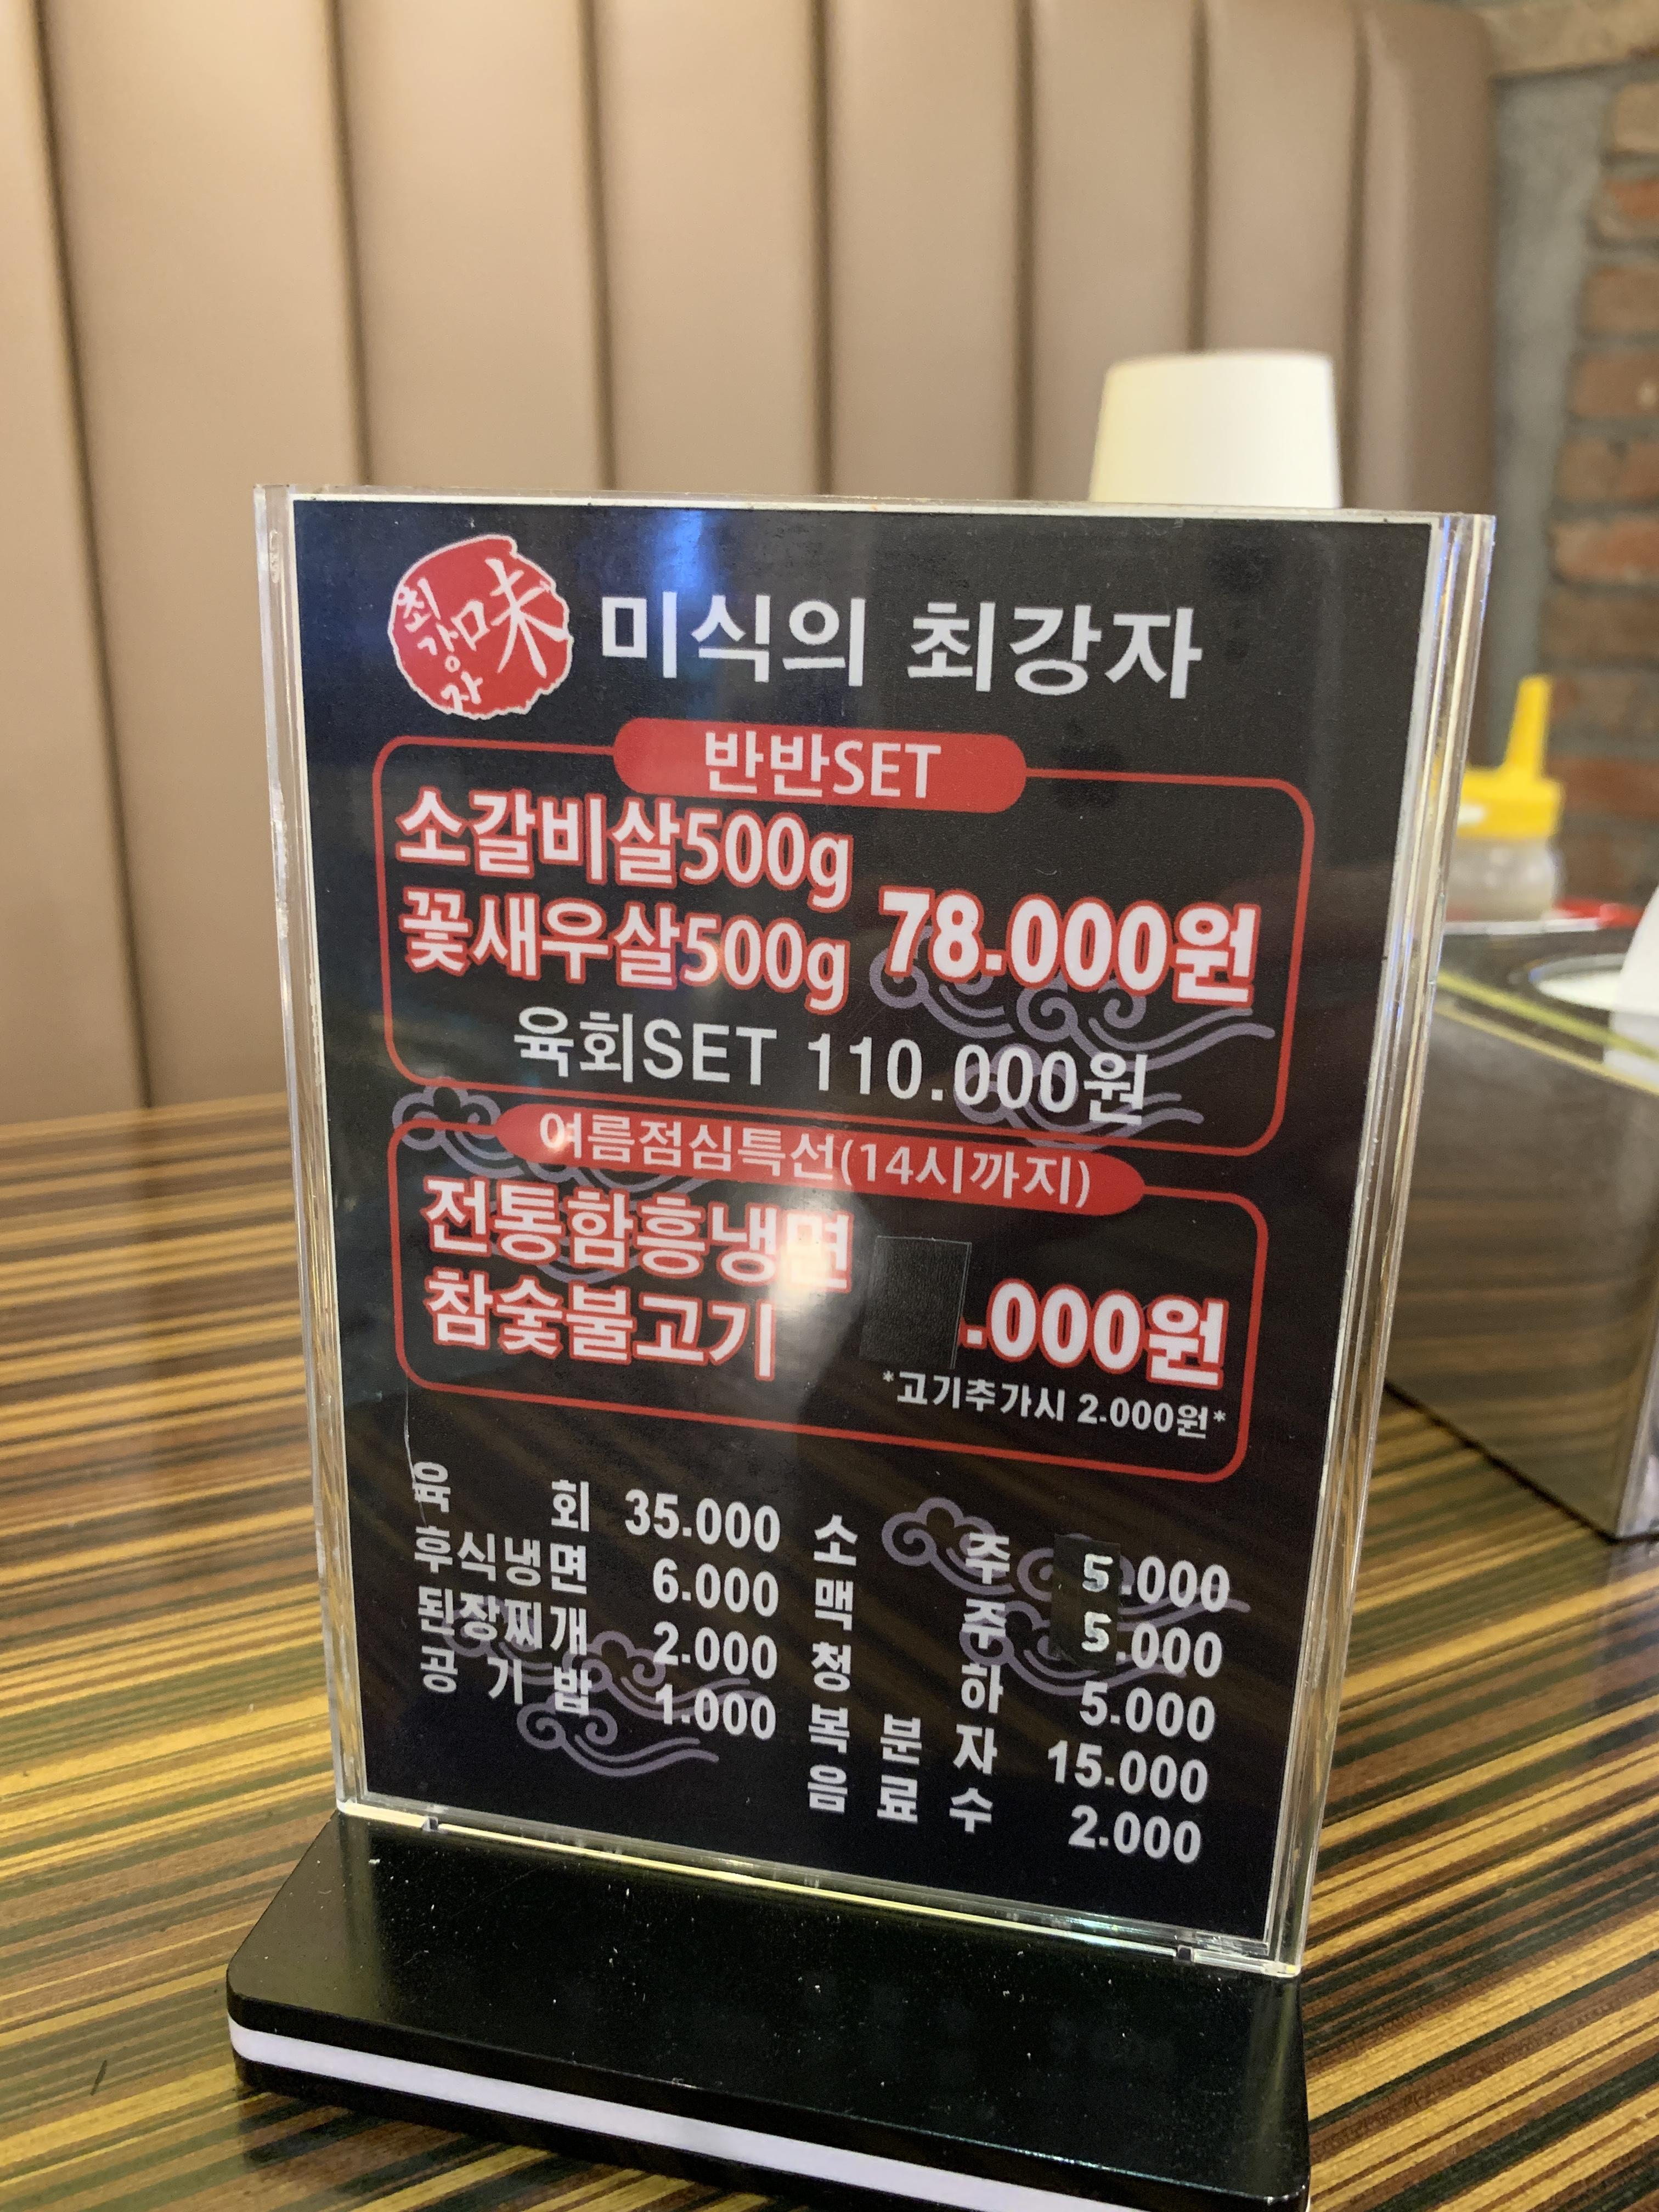 최강자 味
미식의 최강자
반반SET
소갈비살500g
꽃새우살500g
78.000원
육회SET 110.000원
여름점심특선(14시까지)
전통함흥냉면
참숯불고기
.000원
*고기추가시 2.000원*
육 회 35.000
후식냉면 6.000
된장찌개 2.000
공 기 밥 1.000
소 주 5.000
맥 주 5.000
청 하 5.000
복 분 자 15.000
음 료 수 2.000